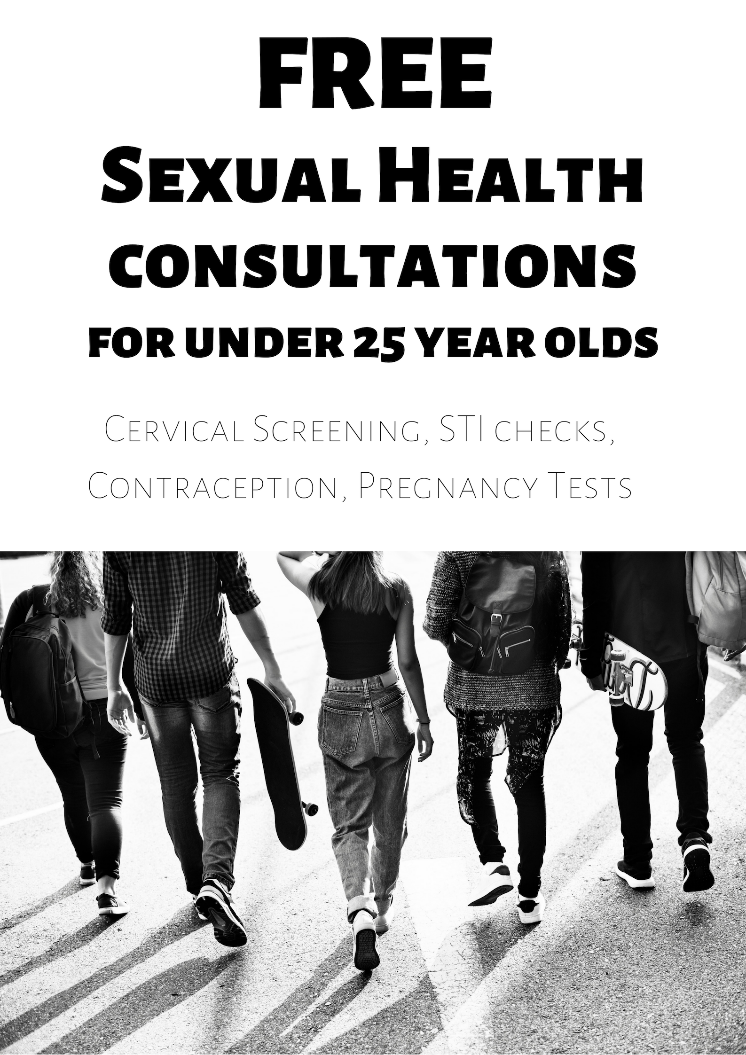 FREE
SEXUAL HEALTH
CONSULTATIONS
FOR UNDER 25 YEAR OLDS
CERVICAL SCREENING, STI CHECKS,
CONTRACEPTION, PREGNANCY TESTS